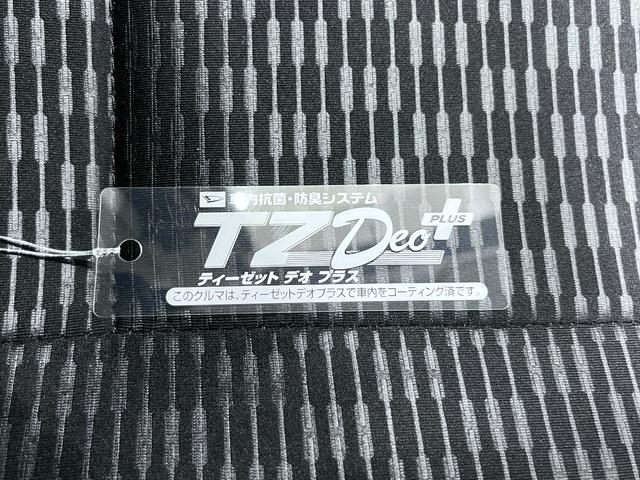 車内抗菌・防臭システム
TZ Deo PLUS
ティーゼット デオ プラス
このクルマは、ティーゼットデオプラスで車内をコーティング済です。